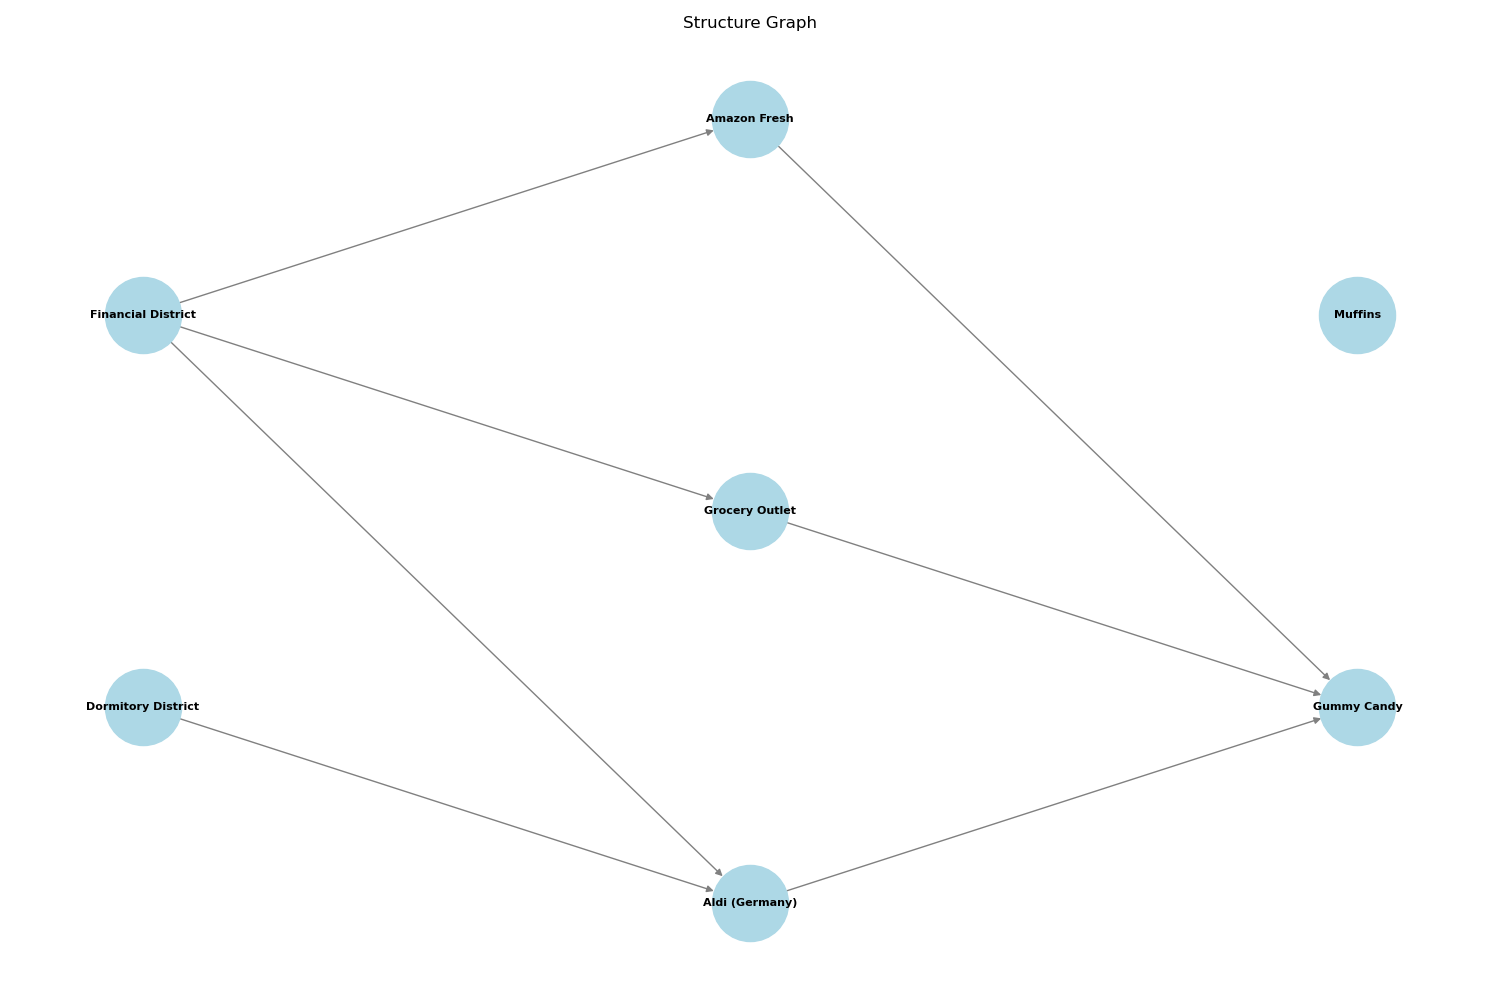 Structure Graph
Amazon Fresh
Financial District
Muffins
Grocery Outlet
Dormitory District
Gummy Candy
Aldi (Germany)